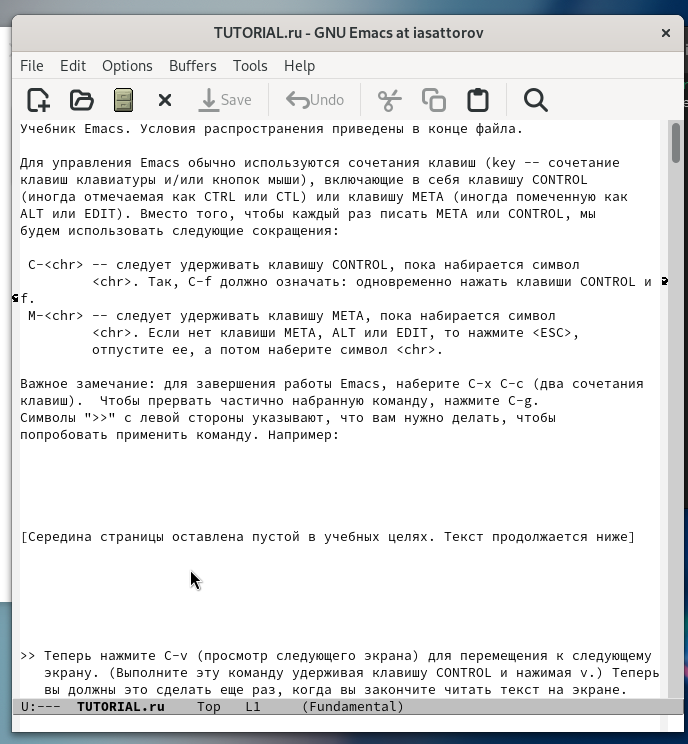 TUTORIAL.ru - GNU Emacs at iasattorov
File Edit Options Buffers Tools Help
Save Undo
Учебник Emacs. Условия распространения приведены в конце файла.
Для управления Emacs обычно используются сочетания клавиш (key -- сочетание
клавиш клавиатуры и/или кнопок мыши), включающие в себя клавишу CONTROL
(иногда отмечаемая как CTRL или CTL) или клавишу META (иногда помеченную как
ALT или EDIT). Вместо того, чтобы каждый раз писать META или CONTROL, мы
будем использовать следующие сокращения:
C-<chr> -- следует удерживать клавишу CONTROL, пока набирается символ
<chr>. Так, C-f должно означать: одновременно нажать клавиши CONTROL и
f.
M-<chr> -- следует удерживать клавишу META, пока набирается символ
<chr>. Если нет клавиши META, ALT или EDIT, то нажмите <ESC>,
отпустите ее, а потом наберите символ <chr>.
Важное замечание: для завершения работы Emacs, наберите C-x C-c (два сочетания
клавиш).  Чтобы прервать частично набранную команду, нажмите C-g.
Символы ">>" с левой стороны указывают, что вам нужно делать, чтобы
попробовать применить команду. Например:
[Середина страницы оставлена пустой в учебных целях. Текст продолжается ниже]
>> Теперь нажмите C-v (просмотр следующего экрана) для перемещения к следующему
экрану. (Выполните эту команду удерживая клавишу CONTROL и нажимая v.) Теперь
вы должны это сделать еще раз, когда вы закончите читать текст на экране.
U:--- TUTORIAL.ru Top L1 (Fundamental)